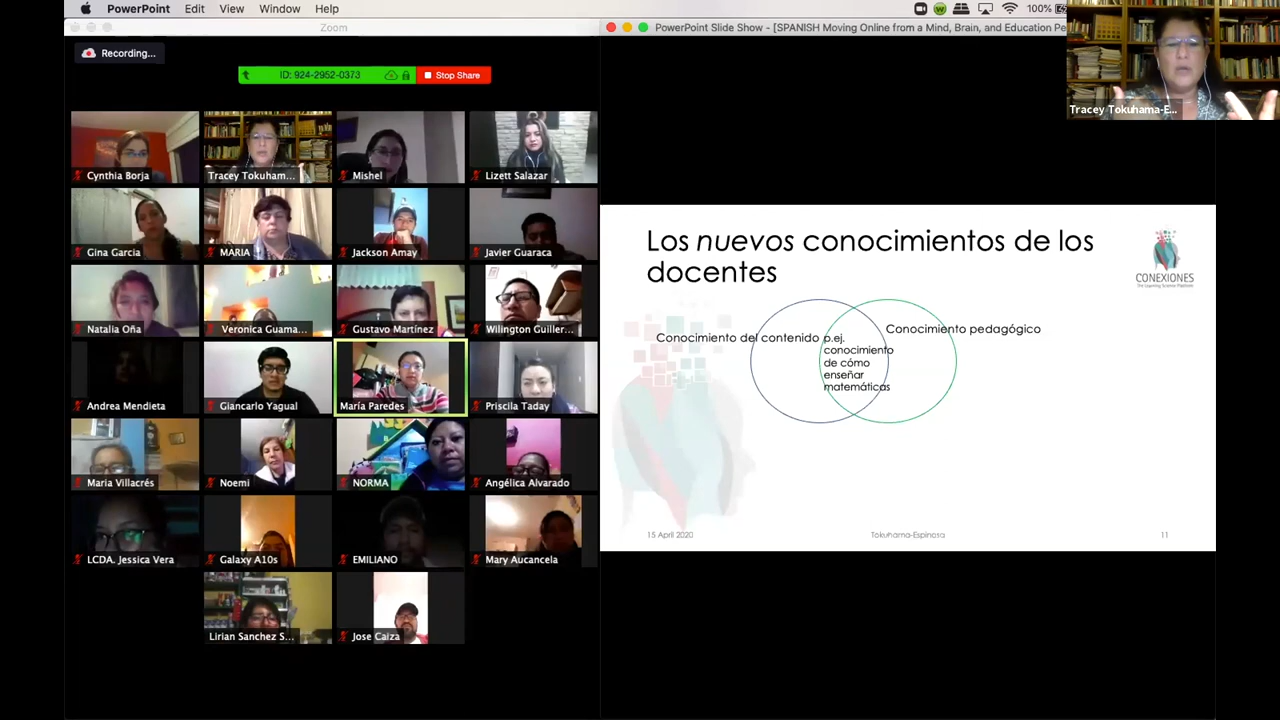 PowerPoint Edit View Window Help
100%
Zoom
PowerPoint Slide Show - [SPANISH Moving Online from a Mind, Brain, and Education Pe
Recording...
ID: 924-2952-0373
Stop Share
Tracey Tokuhama-E...
Cynthia Borja
Tracey Tokuham...
Mishel
Lizett Salazar
Gina Garcia
MARIA
Jackson Amay
Javier Guaraca
Natalia Oña
Veronica Guama...
Gustavo Martínez
Wilington Guiller...
Andrea Mendieta
Giancarlo Yagual
María Paredes
Priscila Taday
Maria Villacrés
Noemi
NORMA
Angélica Alvarado
LCDA. Jessica Vera
Galaxy A10s
EMILIANO
Mary Aucancela
Lirian Sanchez S...
Jose Caiza
Los nuevos conocimientos de los
docentes
CONEXIONES
The Learning Science Platform
Conocimiento del contenido
p.ej.
conocimiento
de cómo
enseñar
matemáticas
Conocimiento pedagógico
15 April 2020
Tokuhama-Espinosa
11